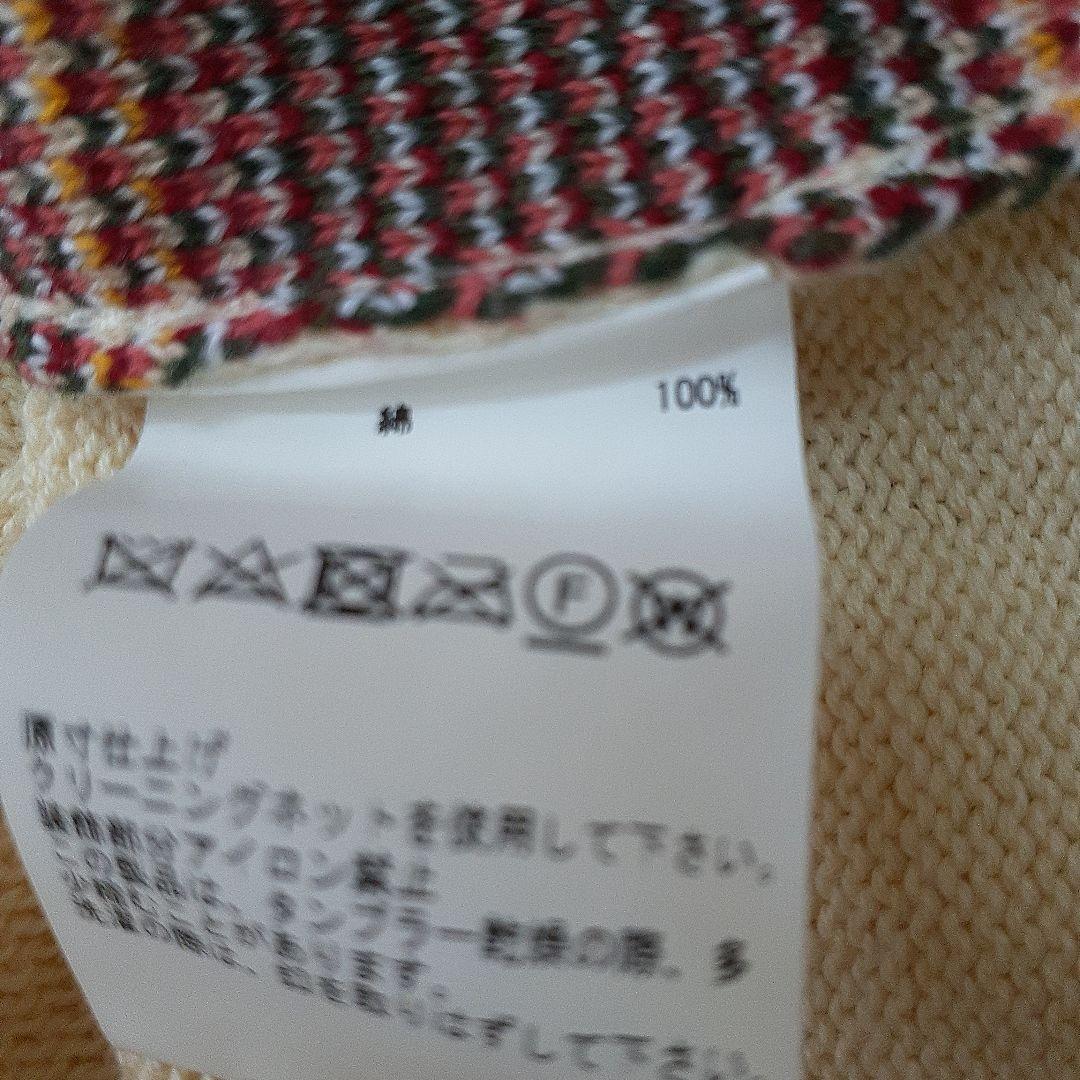 綿 100%
F
W
原寸仕上げ
クリーニングネットを使用して下さい。
装飾部分アイロン禁止
この製品は、タンブラー乾燥の際、多
少縮むことがあります。
洗濯の際は、釦を取りはずして下さい。